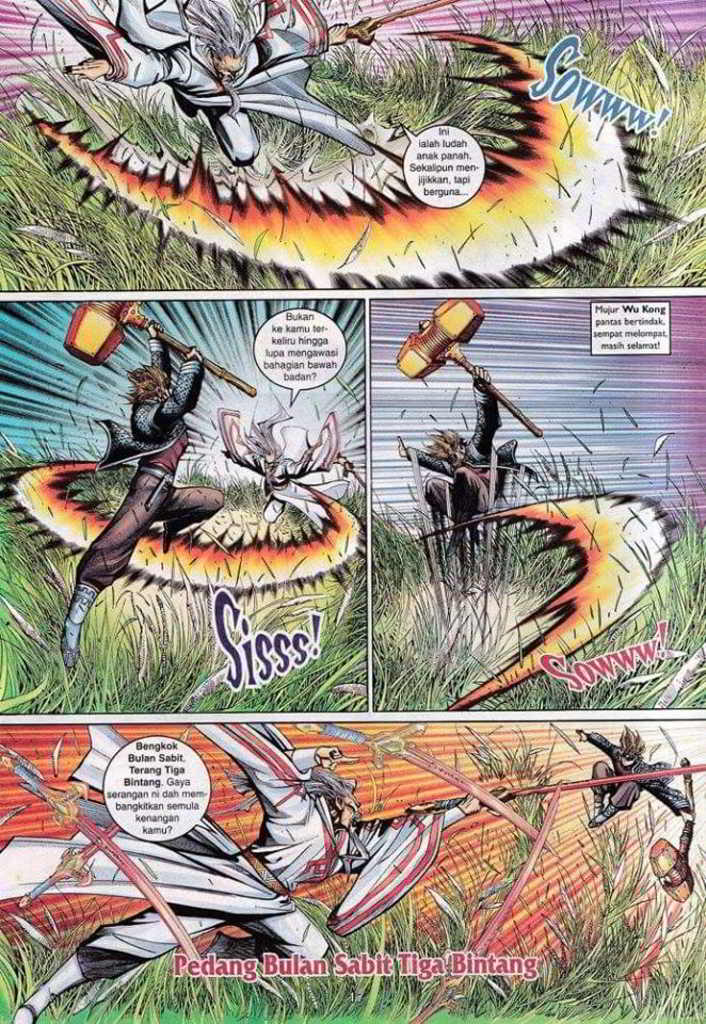 Sowww!
Ini
ialah ludah
anak panah.
Sekalipun men-
jijikkan, tapi
berguna...
Bukan
ke kamu ter-
keliru hingga
lupa mengawasi
bahagian bawah
badan?
Sisss!
Mujur Wu Kong
pantas bertindak,
sempat melompat,
masih selamat!
Sowww!
Bengkok
Bulan Sabit,
Terang Tiga
Bintang. Gaya
serangan ni dah mem-
bangkitkan semula
kenangan
kamu?
Pedang Bulan Sabit Tiga Bintang